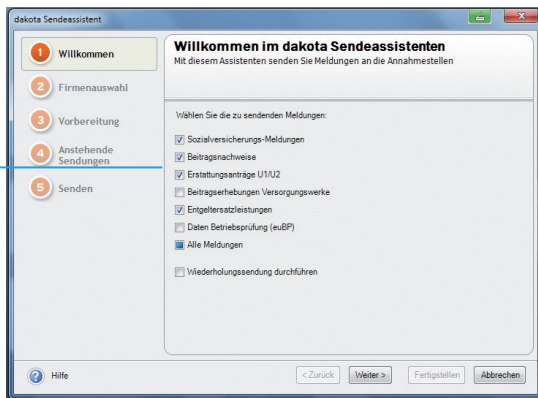 dakota Sendeassistent
1 Willkommen
2 Firmenauswahl
3 Vorbereitung
4 Anstehende
Sendungen
5 Senden
Willkommen im dakota Sendeassistenten
Mit diesem Assistenten senden Sie Meldungen an die Annahmestellen
Wählen Sie die zu sendenden Meldungen:
Sozialversicherungs-Meldungen
Beitragsnachweise
Erstattungsanträge U1/U2
Beitragserhebungen Versorgungswerke
Entgeltersatzleistungen
Daten Betriebsprüfung (euBP)
Alle Meldungen
Wiederholungssendung durchführen
? Hilfe
< Zurück Weiter > Fertigstellen Abbrechen